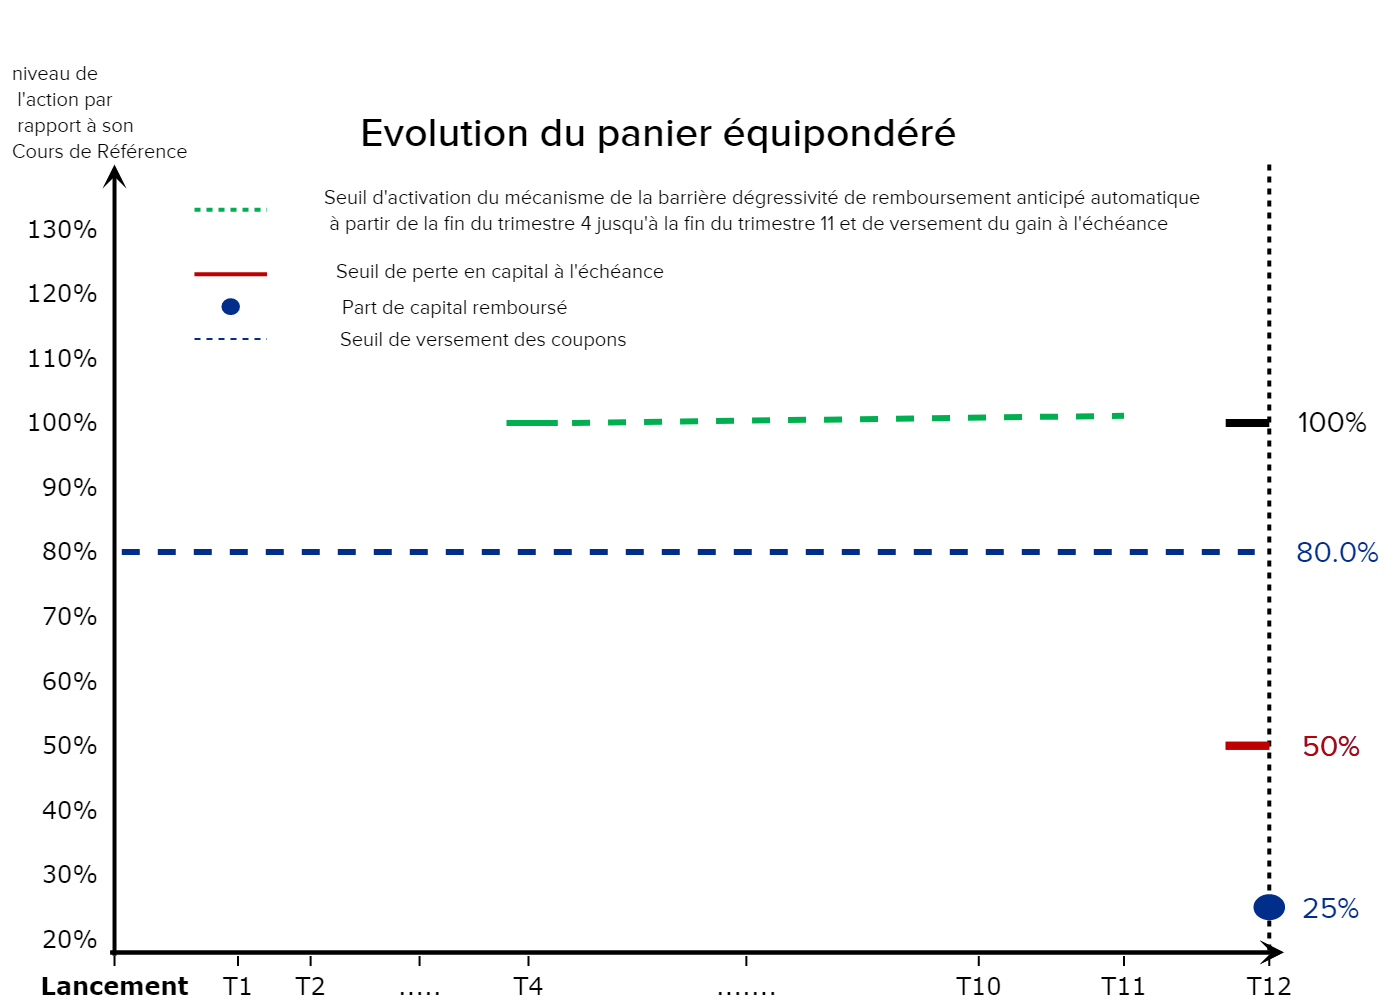 niveau de
l'action par
rapport à son
Cours de Référence
Evolution du panier équipondéré
Seuil d'activation du mécanisme de la barrière dégressivité de remboursement anticipé automatique
à partir de la fin du trimestre 4 jusqu'à la fin du trimestre 11 et de versement du gain à l'échéance
Seuil de perte en capital à l'échéance
Part de capital remboursé
Seuil de versement des coupons
130%
120%
110%
100%
90%
80%
70%
60%
50%
40%
30%
20%
100%
80.0%
50%
25%
Lancement T1 T2 ..... T4 ....... T10 T11 T12